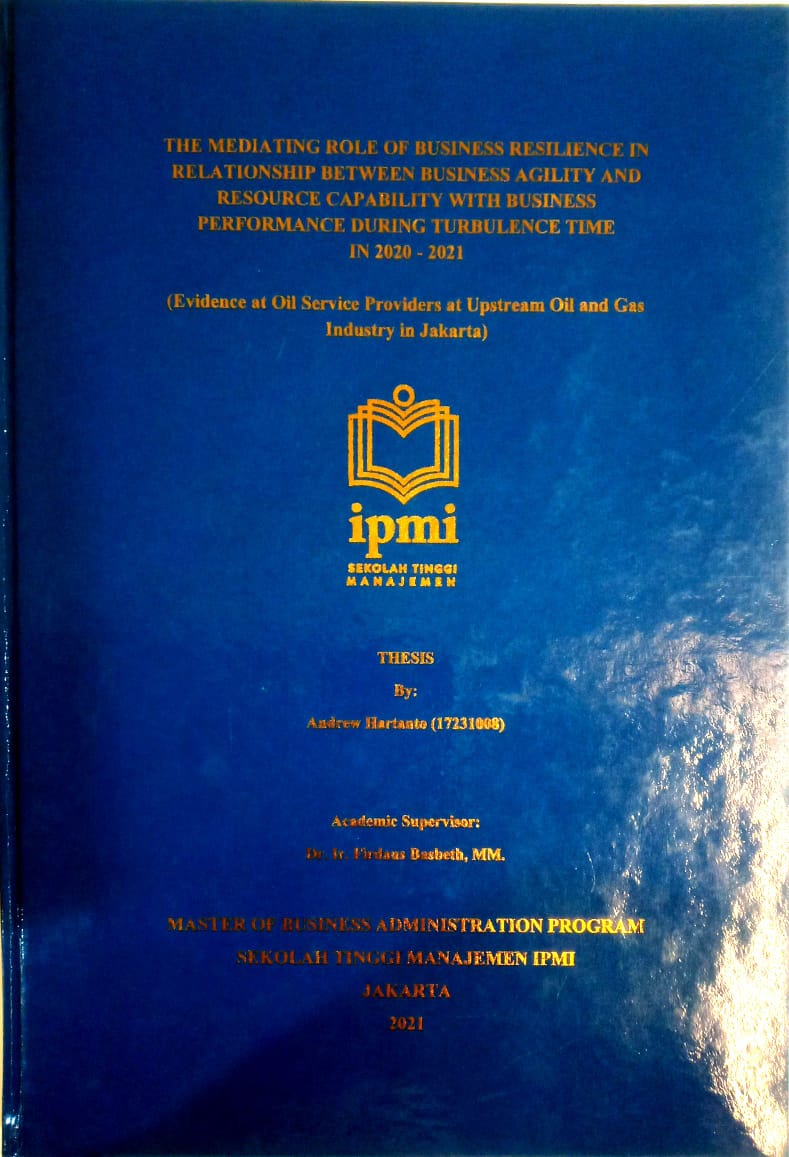 THE MEDIATING ROLE OF BUSINESS RESILIENCE IN
RELATIONSHIP BETWEEN BUSINESS AGILITY AND
RESOURCE CAPABILITY WITH BUSINESS
PERFORMANCE DURING TURBULENCE TIME
IN 2020 - 2021
(Evidence at Oil Service Providers at Upstream Oil and Gas
Industry in Jakarta)
ipmi
SEKOLAH TINGGI
MANAJEMEN
THESIS
By:
Andrew Hartanto (17231008)
Academic Supervisor:
Dr. Ir. Firdaus Basbeth, MM.
MASTER OF BUSINESS ADMINISTRATION PROGRAM
SEKOLAH TINGGI MANAJEMEN IPMI
JAKARTA
2021